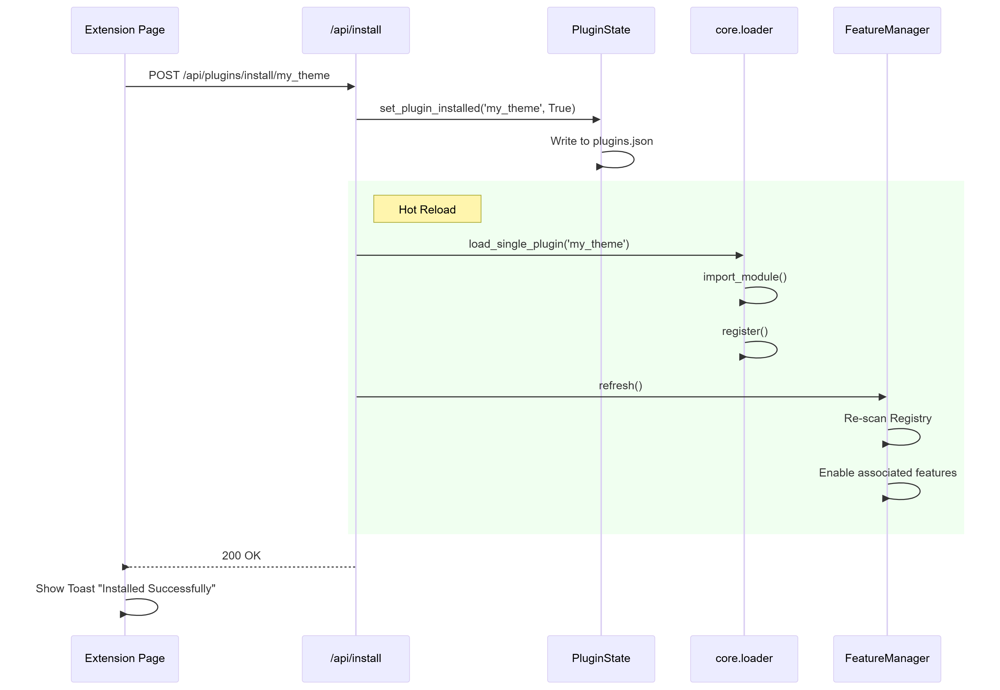 Extension Page
/api/install
PluginState
core.loader
FeatureManager
POST /api/plugins/install/my_theme
set_plugin_installed('my_theme', True)
Write to plugins.json
Hot Reload
load_single_plugin('my_theme')
import_module()
register()
refresh()
Re-scan Registry
Enable associated features
200 OK
Show Toast "Installed Successfully"
Extension Page
/api/install
PluginState
core.loader
FeatureManager